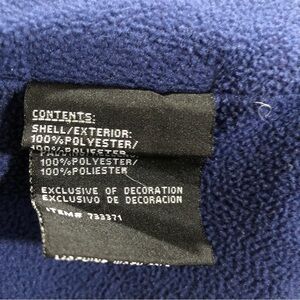 CONTENTS:
SHELL/EXTERIOR:
100%POLYESTER/
100%POLIESTER
100%POLYESTER/
100%POLIESTER
EXCLUSIVE OF DECORATION
EXCLUSIVO DE DECORACION
ITEM# 733371